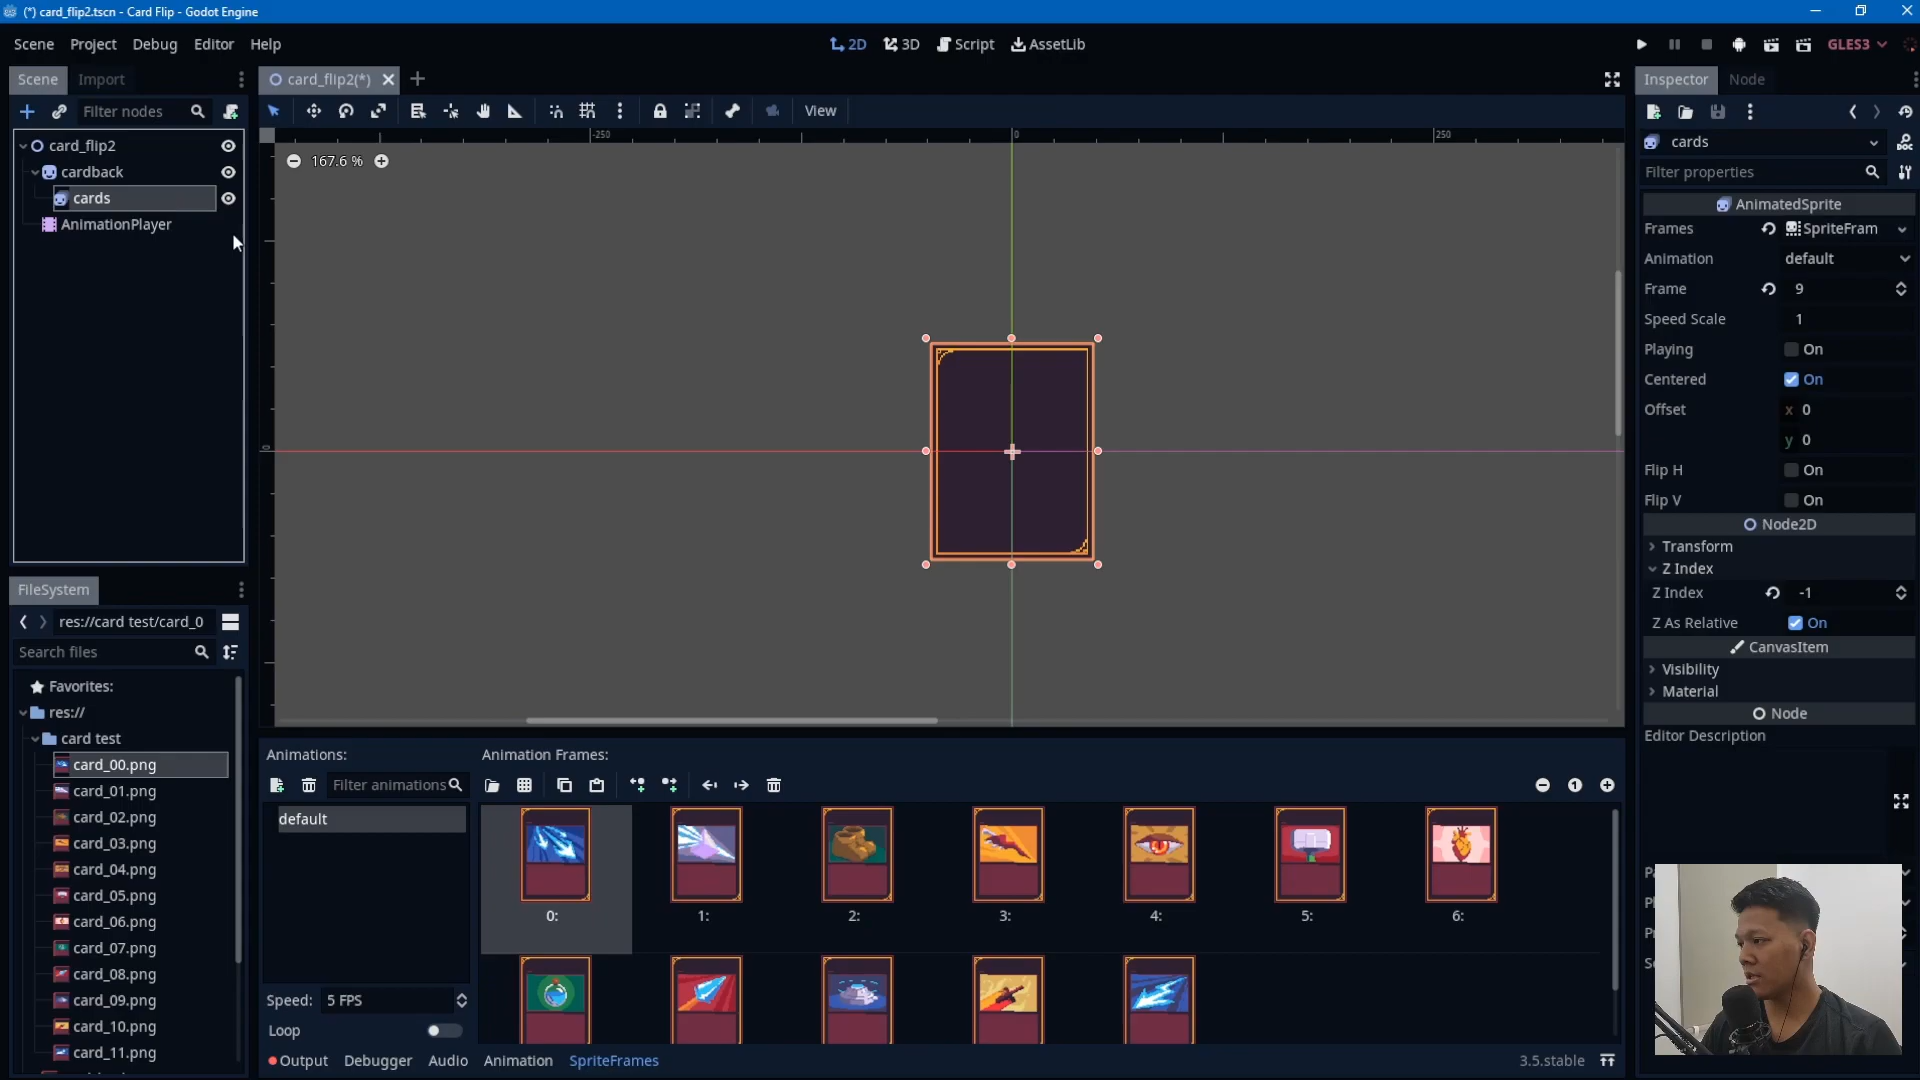 (*) card_flip2.tscn - Card Flip - Godot Engine
Scene Project Debug Editor Help
2D 3D Script AssetLib
GLES3
Scene Import
card_flip2(*)
Inspector Node
Filter nodes
View
card_flip2
cardback
cards
AnimationPlayer
-250 0 250
167.6 %
0
cards
Filter properties
AnimatedSprite
Frames SpriteFram
Animation default
Frame 9
Speed Scale 1
Playing On
Centered On
Offset x 0
y 0
Flip H On
Flip V On
Node2D
Transform
Z Index
Z Index -1
Z As Relative On
CanvasItem
Visibility
Material
Node
Editor Description
FileSystem
res://card test/card_0
Search files
Favorites:
res://
card test
card_00.png
card_01.png
card_02.png
card_03.png
card_04.png
card_05.png
card_06.png
card_07.png
card_08.png
card_09.png
card_10.png
card_11.png
Animations:
Animation Frames:
Filter animations
default
0: 1: 2: 3: 4: 5: 6:
Speed: 5 FPS
Loop
Output Debugger Audio Animation SpriteFrames
3.5.stable